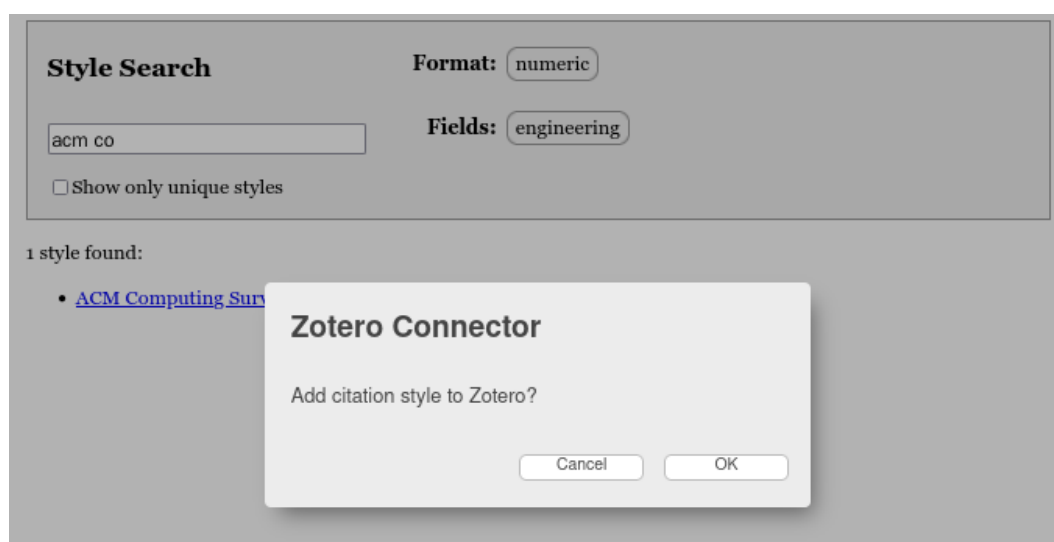 Style Search
Format: numeric
acm co
Fields: engineering
Show only unique styles
1 style found:
ACM Computing
Zotero Connector
Add citation style to Zotero?
Cancel
OK